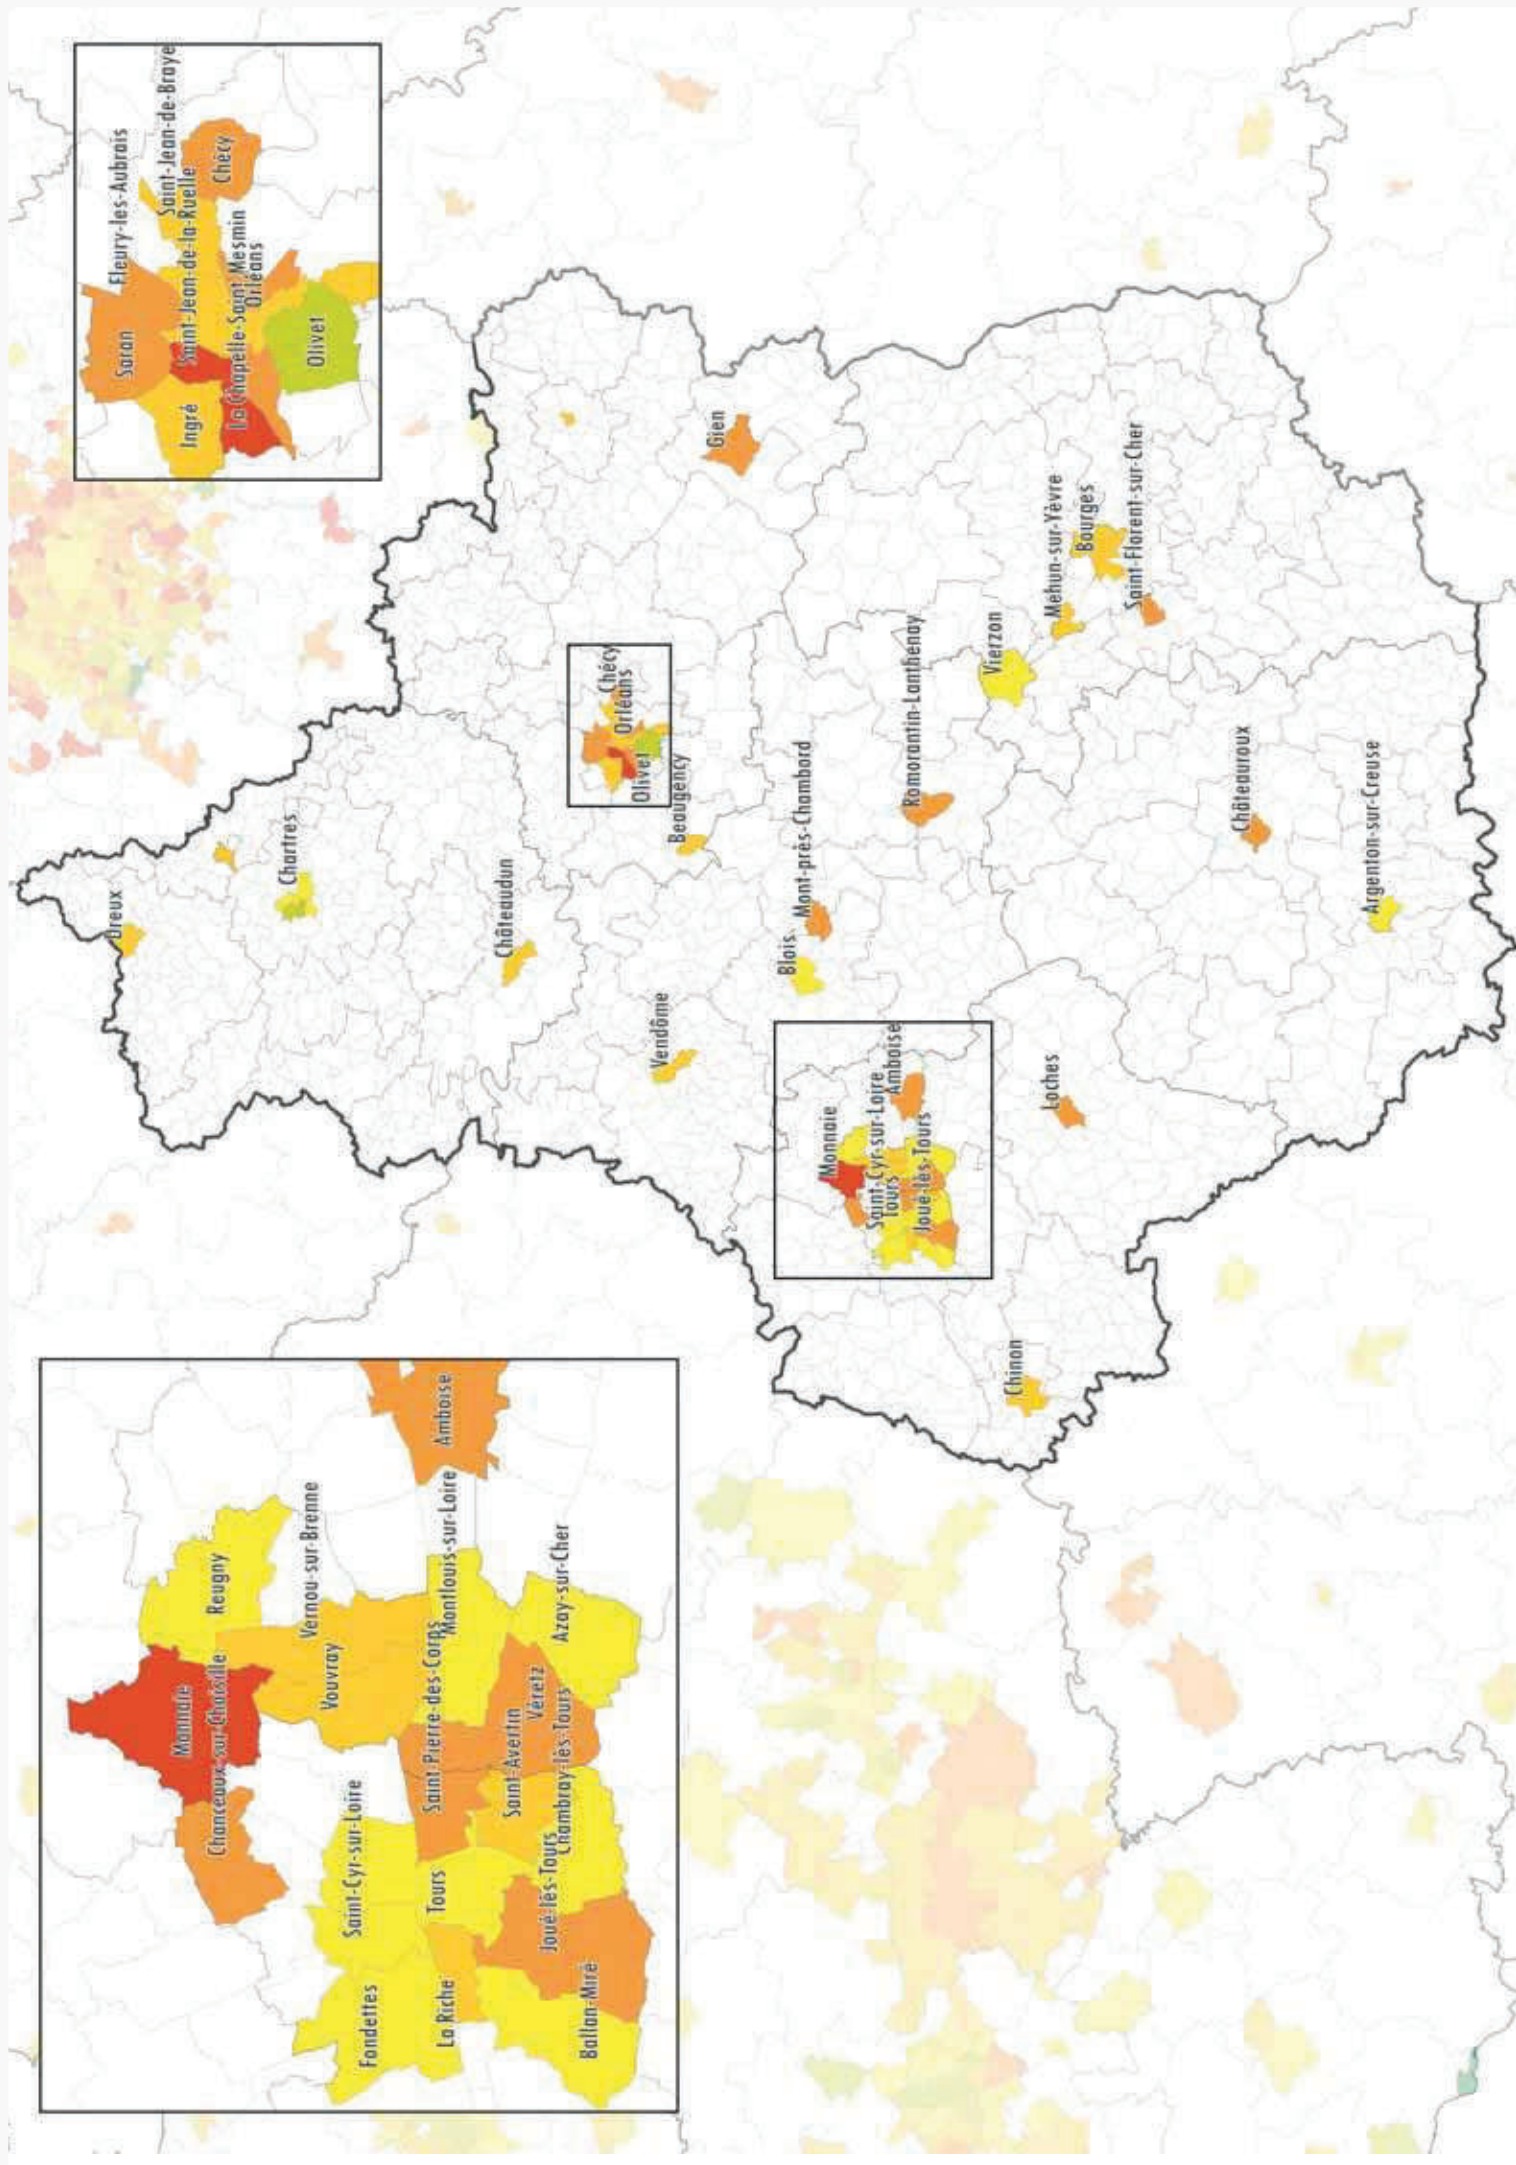 Fleury-les-Aubrais
Saint-Jean-de-Braye
Saran
Saint-Jean-de-la-Ruelle
Chécy
Ingré
La Chapelle-Saint-Mesmin
Orléans
Olivet
Dreux
Chartres
Châteaudun
Chécy
Orléans
Olivet
Beaugency
Gien
Vendôme
Blois
Mont-près-Chambord
Romorantin-Lanthenay
Vierzon
Mehun-sur-Yèvre
Bourges
Saint-Florent-sur-Cher
Monnaie
Saint-Cyr-sur-Loire
Amboise
Tours
Joué-lès-Tours
Loches
Chinon
Châteauroux
Argenton-sur-Creuse
Monnaie
Reugny
Chanceaux-sur-Choisille
Vernou-sur-Brenne
Vouvray
Saint-Cyr-sur-Loire
Fondettes
Amboise
Montlouis-sur-Loire
Saint-Pierre-des-Corps
Tours
La Riche
Saint-Avertin
Véretz
Azay-sur-Cher
Chambray-lès-Tours
Joué-lès-Tours
Ballan-Miré